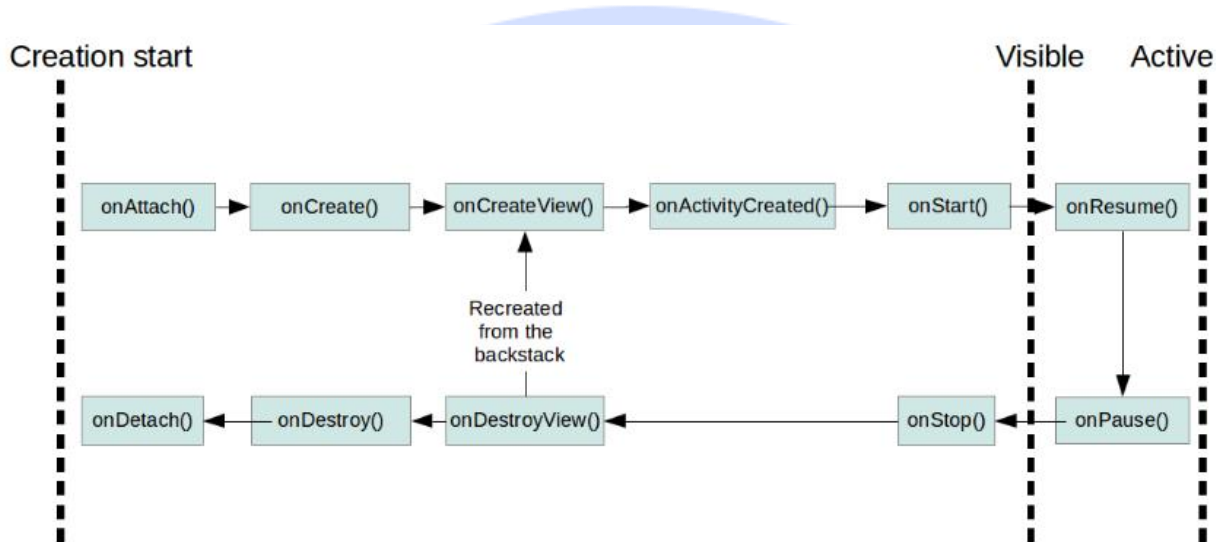 Creation start
Visible
Active
onAttach()
onCreate()
onCreateView()
onActivityCreated()
onStart()
onResume()
Recreated
from the
backstack
onDetach()
onDestroy()
onDestroyView()
onStop()
onPause()